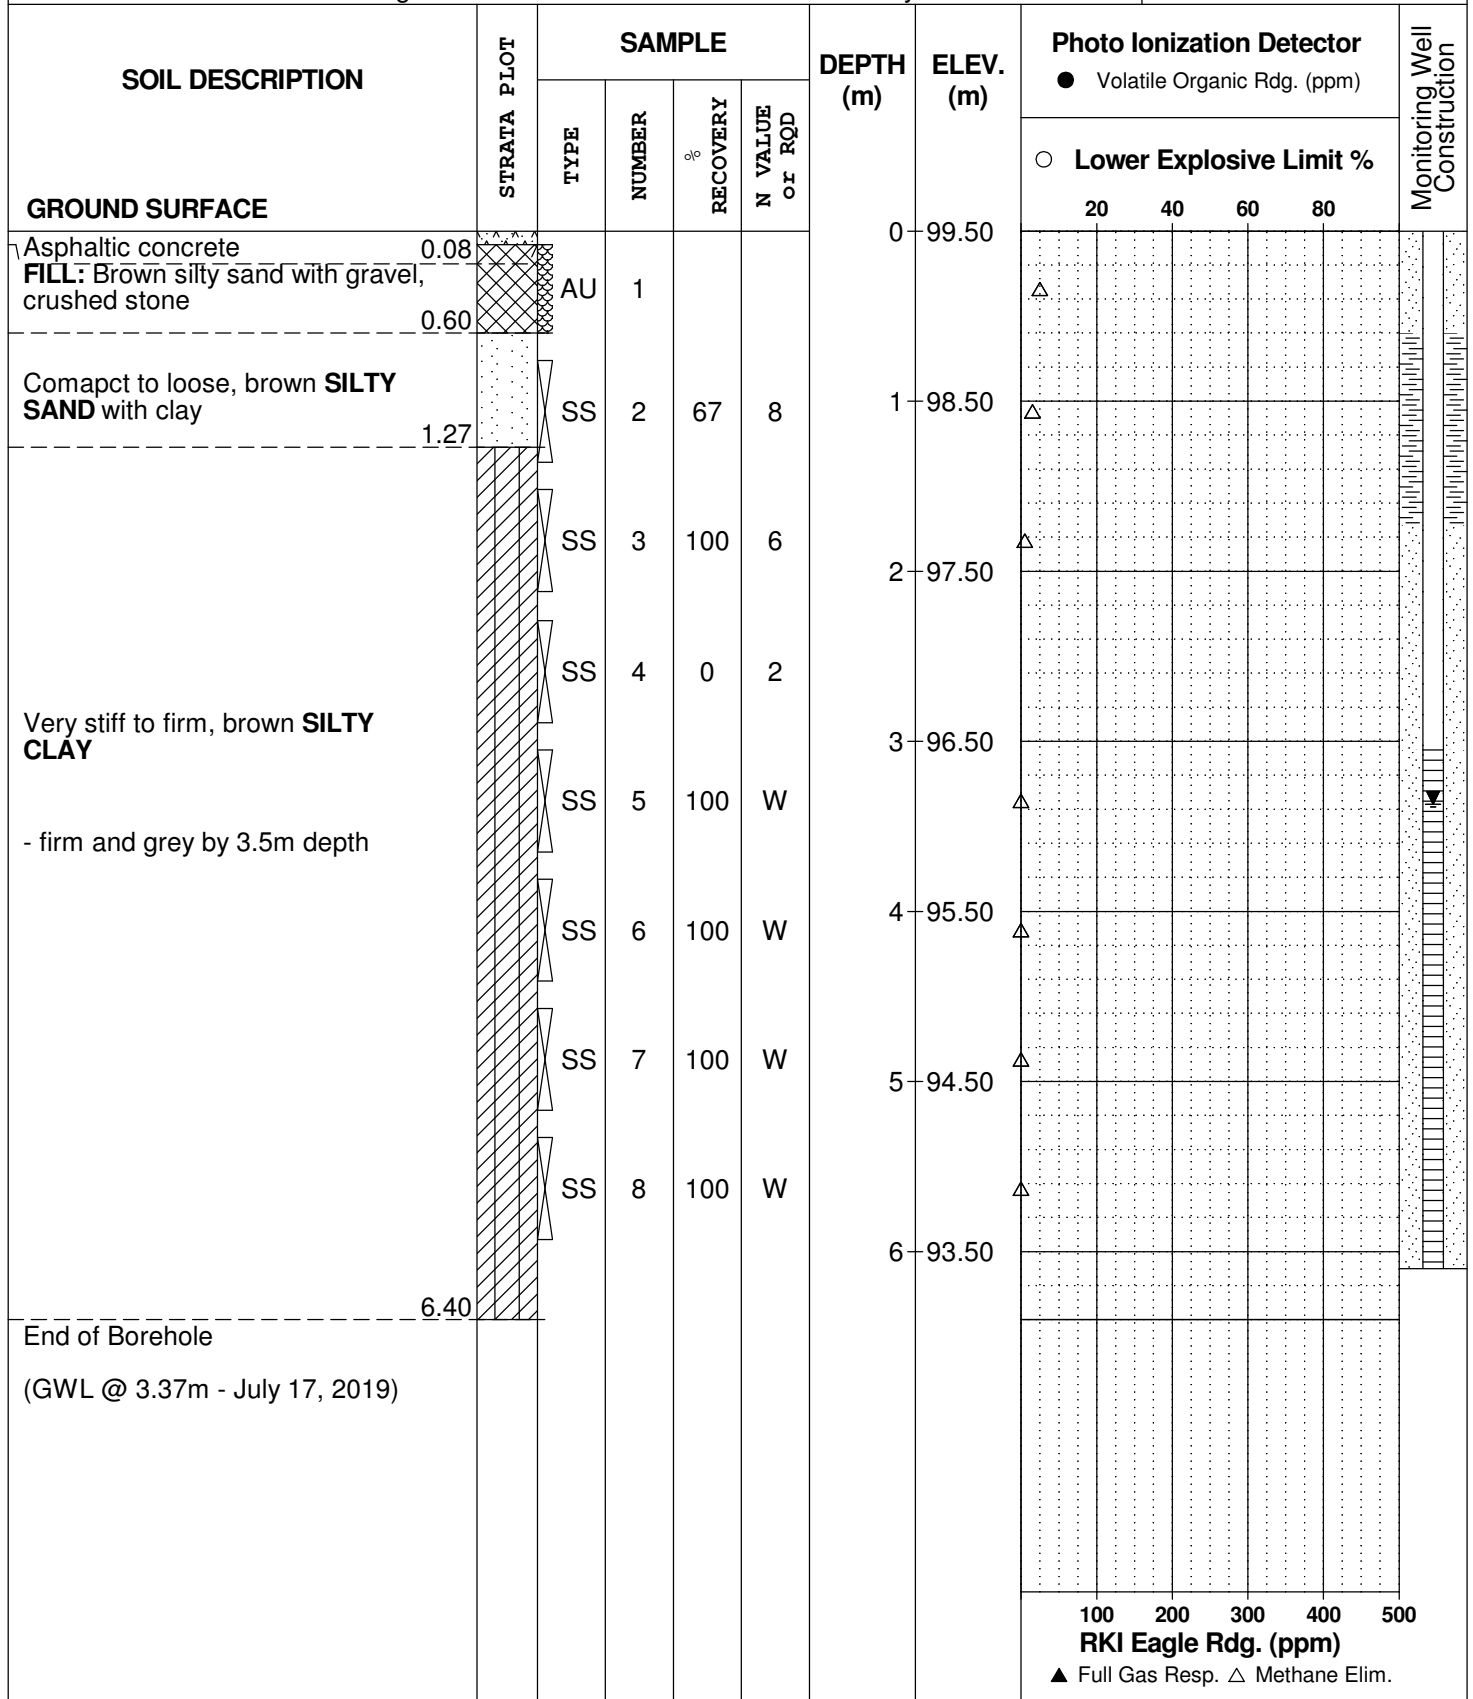 SOIL DESCRIPTION
GROUND SURFACE
STRATA PLOT
SAMPLE
TYPE
NUMBER
%
RECOVERY
N VALUE
or RQD
DEPTH
(m)
ELEV.
(m)
Photo Ionization Detector
● Volatile Organic Rdg. (ppm)
○ Lower Explosive Limit %
20 40 60 80
Monitoring Well
Construction
0 99.50
Asphaltic concrete 0.08
FILL: Brown silty sand with gravel,
crushed stone
0.60
AU 1
Comapct to loose, brown SILTY
SAND with clay
1.27
SS 2 67 8
1 98.50
SS 3 100 6
2 97.50
SS 4 0 2
Very stiff to firm, brown SILTY
CLAY
3 96.50
SS 5 100 W
- firm and grey by 3.5m depth
4 95.50
SS 6 100 W
SS 7 100 W
5 94.50
SS 8 100 W
6 93.50
6.40
End of Borehole
(GWL @ 3.37m - July 17, 2019)
100 200 300 400 500
RKI Eagle Rdg. (ppm)
▲ Full Gas Resp. △ Methane Elim.